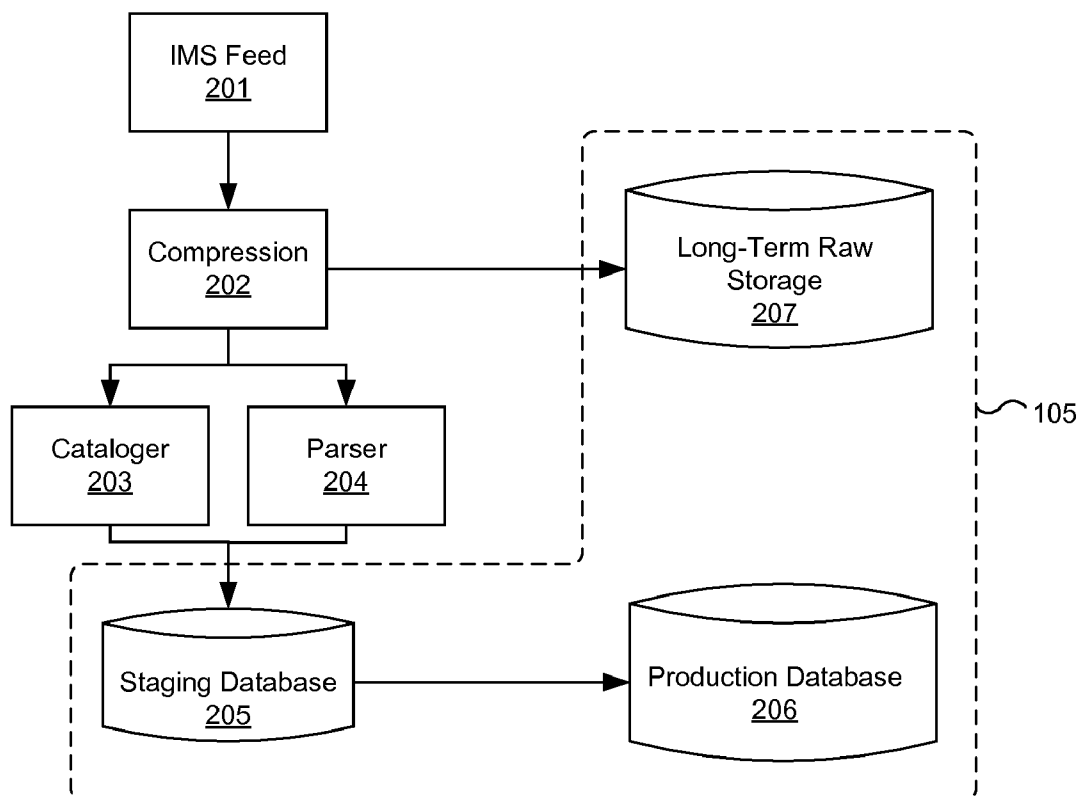 IMS Feed
201
Compression
202
Long-Term Raw
Storage
207
Cataloger
203
Parser
204
105
Staging Database
205
Production Database
206